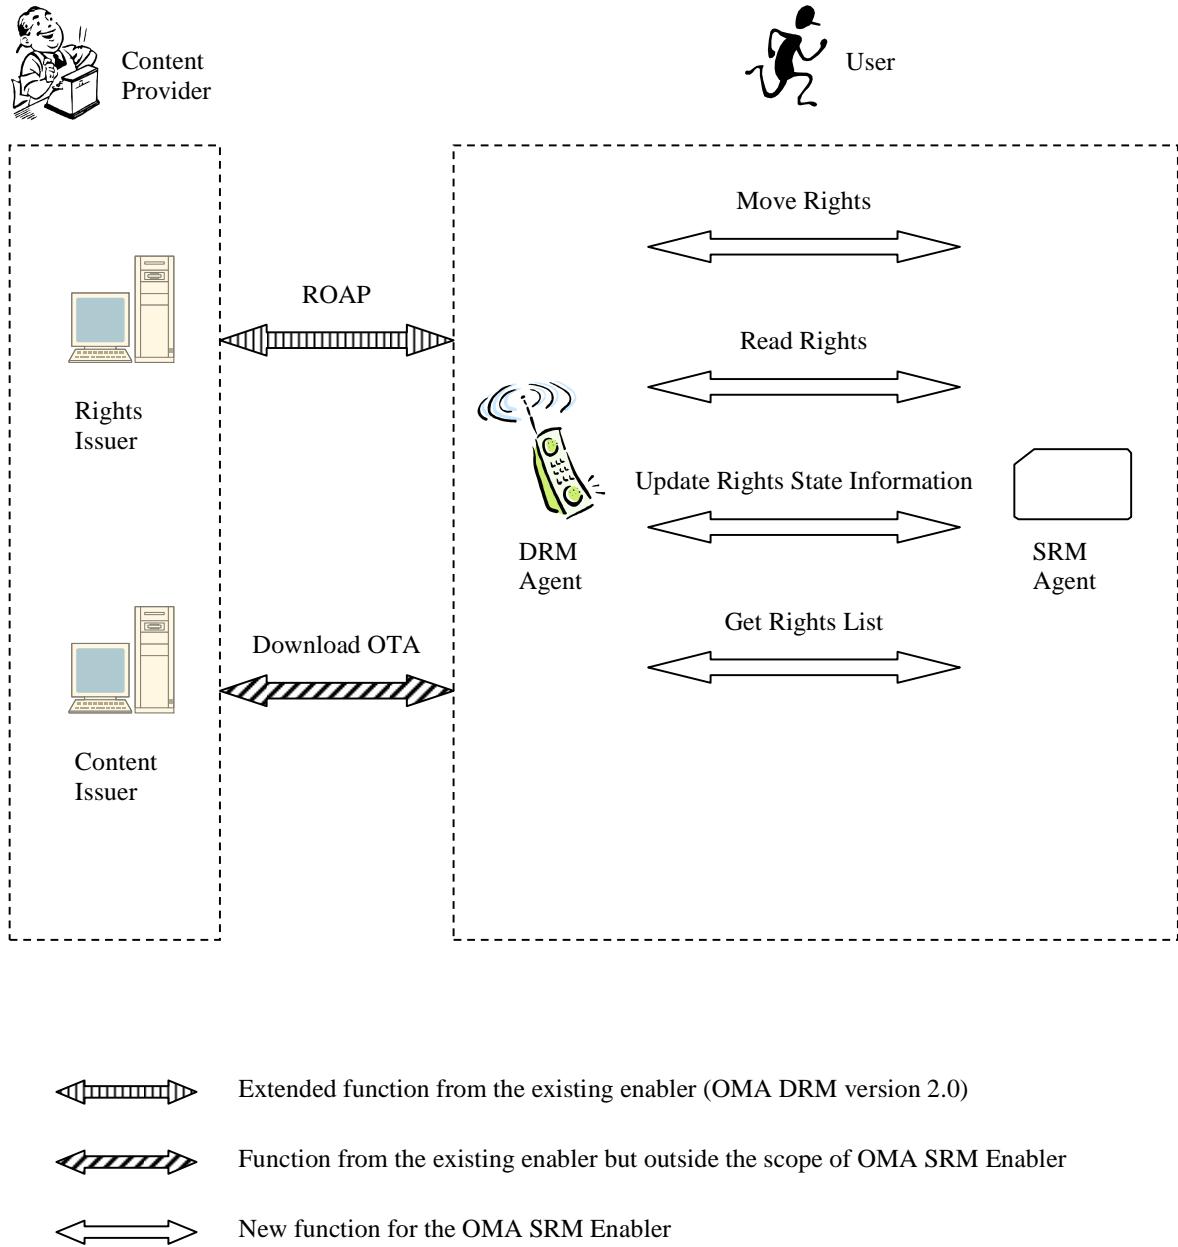 Content
Provider
User
Move Rights
ROAP
Read Rights
Rights
Issuer
Update Rights State Information
DRM
Agent
SRM
Agent
Get Rights List
Download OTA
Content
Issuer
Extended function from the existing enabler (OMA DRM version 2.0)
Function from the existing enabler but outside the scope of OMA SRM Enabler
New function for the OMA SRM Enabler